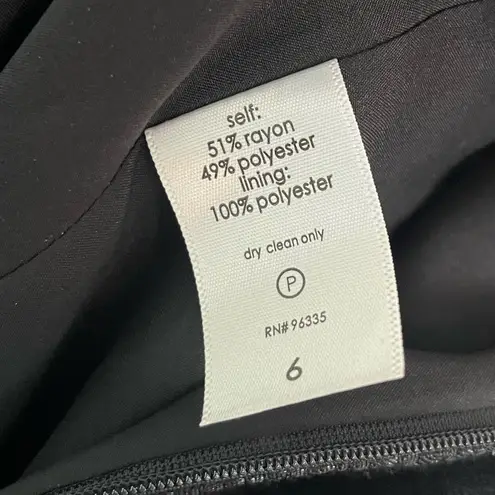 self:
51% rayon
49% polyester
lining:
100% polyester
dry clean only
P
RN# 96335
6